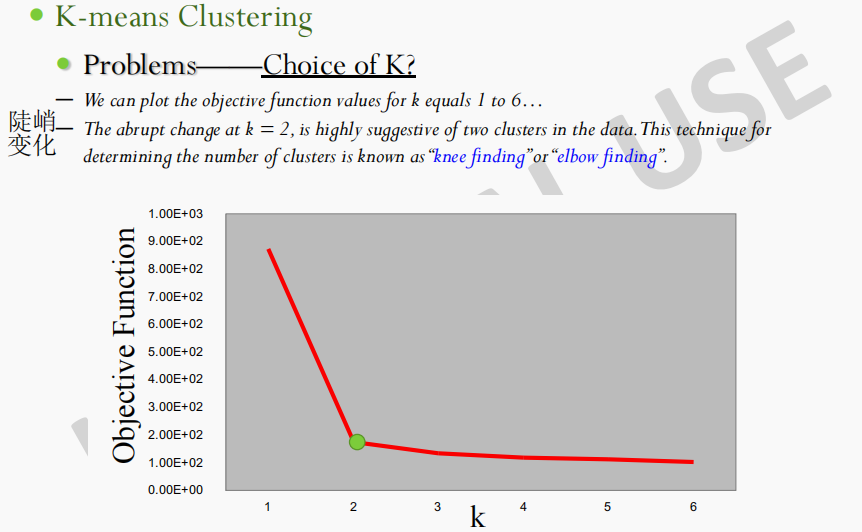 K-means Clustering
Problems——Choice of K?
— We can plot the objective function values for k equals 1 to 6…
陡峭
变化
— The abrupt change at k = 2, is highly suggestive of two clusters in the data. This technique for
determining the number of clusters is known as “knee finding” or “elbow finding”.
USE
Objective Function
1.00E+03
9.00E+02
8.00E+02
7.00E+02
6.00E+02
5.00E+02
4.00E+02
3.00E+02
2.00E+02
1.00E+02
0.00E+00
1 2 3 4 5 6
k